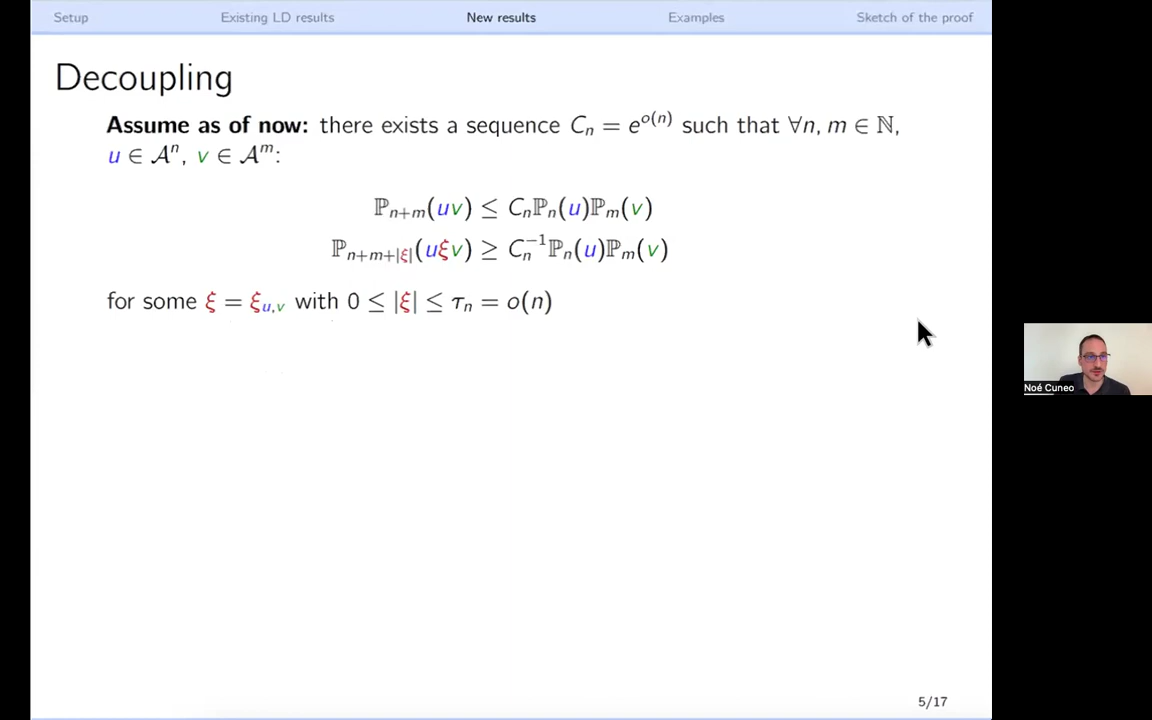 Setup Existing LD results New results Examples Sketch of the proof
Decoupling
Assume as of now: there exists a sequence Cₙ = e^{o(n)} such that ∀n, m ∈ ℕ,
u ∈ 𝒜ⁿ, v ∈ 𝒜ᵐ:
ℙₙ₊ₘ(uv) ≤ Cₙℙₙ(u)ℙₘ(v)
ℙ_{n+m+|ξ|}(uξv) ≥ Cₙ⁻¹ℙₙ(u)ℙₘ(v)
for some ξ = ξ_{u,v} with 0 ≤ |ξ| ≤ τₙ = o(n)
Noé Cuneo
5/17